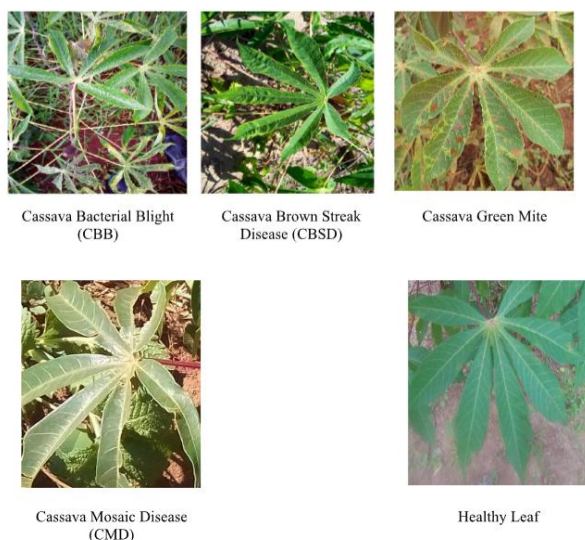 Cassava Bacterial Blight
(CBB)
Cassava Brown Streak
Disease (CBSD)
Cassava Green Mite
Cassava Mosaic Disease
(CMD)
Healthy Leaf